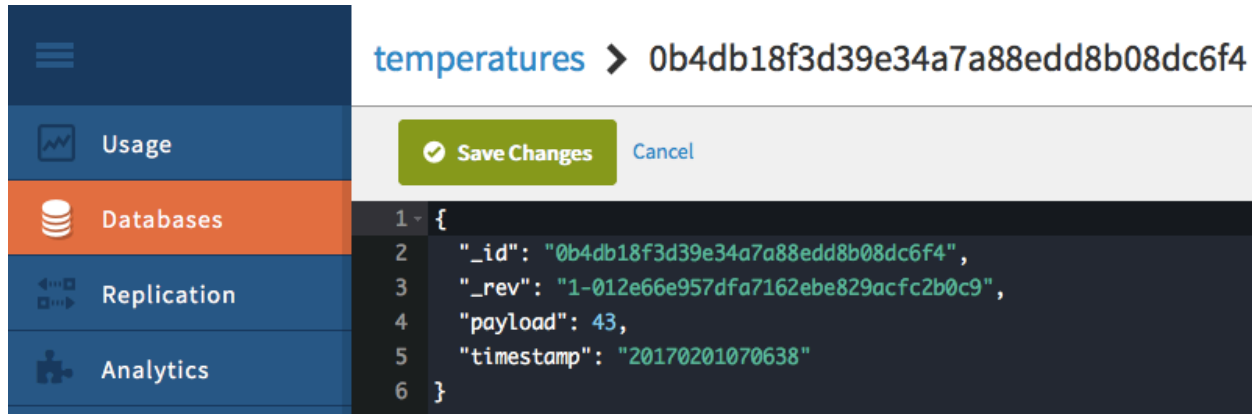 temperatures > 0b4db18f3d39e34a7a88edd8b08dc6f4
Usage
Save Changes Cancel
Databases
1 {
2 "_id": "0b4db18f3d39e34a7a88edd8b08dc6f4",
3 "_rev": "1-012e66e957dfa7162ebe829acfc2b0c9",
Replication
4 "payload": 43,
5 "timestamp": "20170201070638"
Analytics
6 }